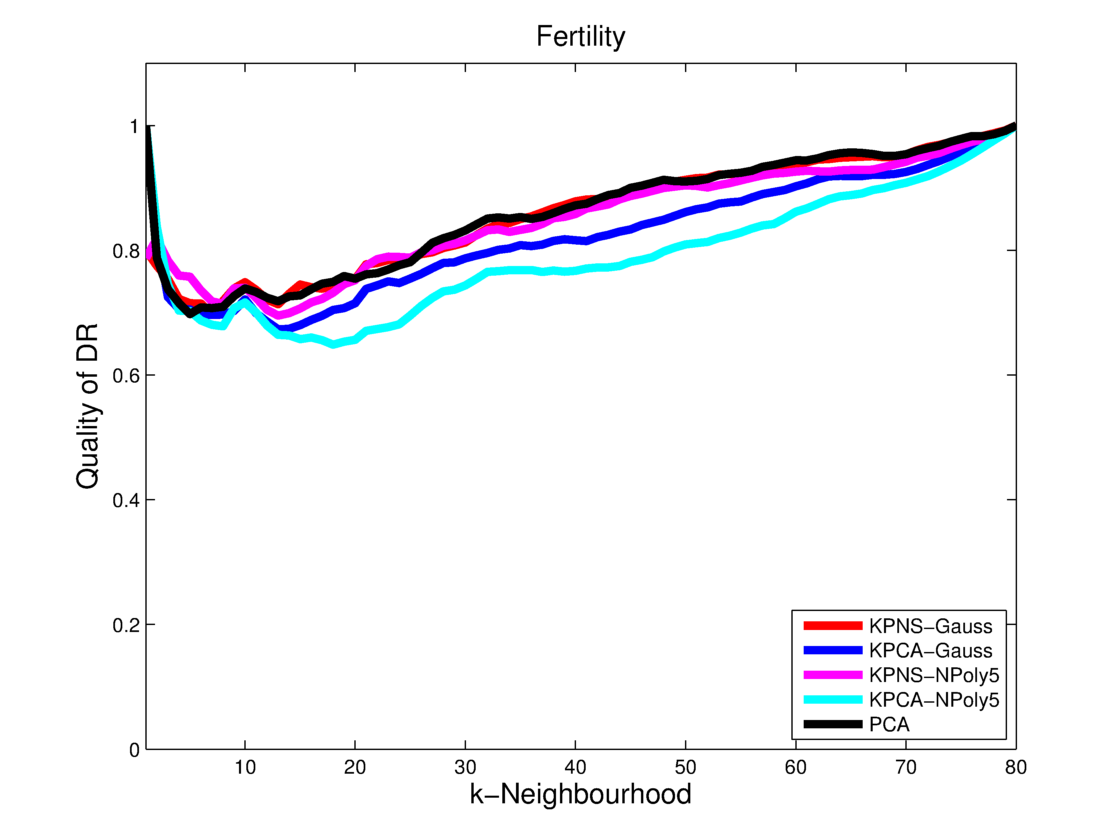 Fertility
Quality of DR
1
0.8
0.6
0.4
0.2
0
10 20 30 40 50 60 70 80
k−Neighbourhood
KPNS−Gauss
KPCA−Gauss
KPNS−NPoly5
KPCA−NPoly5
PCA